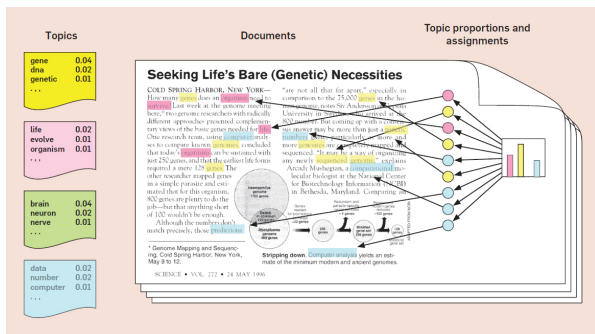 Topics
Documents
Topic proportions and
assignments
gene 0.04
dna 0.02
genetic 0.01
. . .
life 0.02
evolve 0.01
organism 0.01
. . .
brain 0.04
neuron 0.02
nerve 0.01
. . .
data 0.02
number 0.02
computer 0.01
. . .
Seeking Life's Bare (Genetic) Necessities
COLD SPRING HARBOR, NEW YORK—
How many genes does an organism need to
survive? Last week at the genome meeting
here,* two genome researchers with radically
different approaches presented complemen-
tary views of the basic genes needed for life.
One research team, using computer analy-
ses to compare known genomes, concluded
that today's organisms can be sustained with
just 250 genes, and that the earliest life forms
required a mere 128 genes. The
other researcher mapped genes
in a simple parasite and esti-
mated that for this organism,
800 genes are plenty to do the
job—but that anything short
of 100 wouldn't be enough.
Although the numbers don't
match precisely, those predictions
* Genome Mapping and Sequenc-
ing, Cold Spring Harbor, New York,
May 8 to 12.
"are not all that far apart," especially in
comparison to the 75,000 genes in the hu-
man genome, notes Siv Andersson
University in
800 number. But coming up with a consen-
sus answer may be more than just a genetic
numbers more and
more genomes are mapped and
sequenced. "It may be a way of organizing
any newly sequenced genome," explains
Arcady Mushegian, a computational mo-
lecular biologist at the National Center
for Biotechnology Information (NCBI)
in Bethesda, Maryland. Comparing an
Stripping down. Computer analysis yields an esti-
mate of the minimum modern and ancient genomes.
SCIENCE • VOL. 272 • 24 MAY 1996